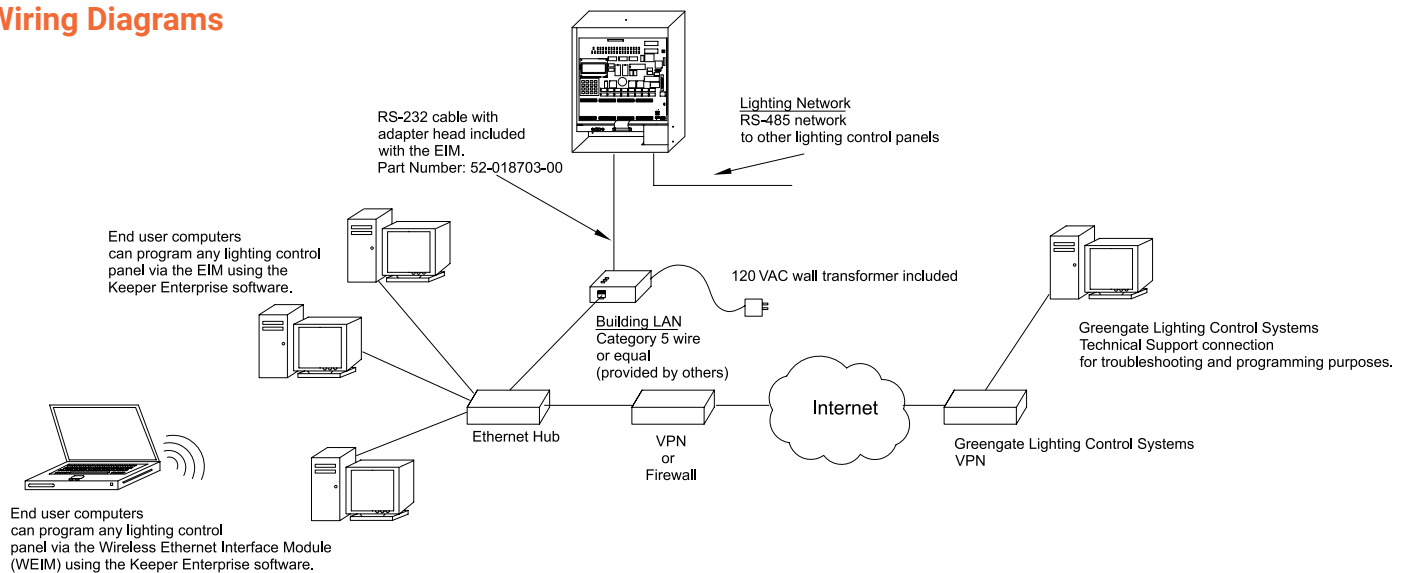 Wiring Diagrams
RS-232 cable with
adapter head included
with the EIM.
Part Number: 52-018703-00
Lighting Network
RS-485 network
to other lighting control panels
End user computers
can program any lighting control
panel via the EIM using the
Keeper Enterprise software.
120 VAC wall transformer included
Building LAN
Category 5 wire
or equal
(provided by others)
Greengate Lighting Control Systems
Technical Support connection
for troubleshooting and programming purposes.
Internet
Ethernet Hub
VPN
or
Firewall
Greengate Lighting Control Systems
VPN
End user computers
can program any lighting control
panel via the Wireless Ethernet Interface Module
(WEIM) using the Keeper Enterprise software.